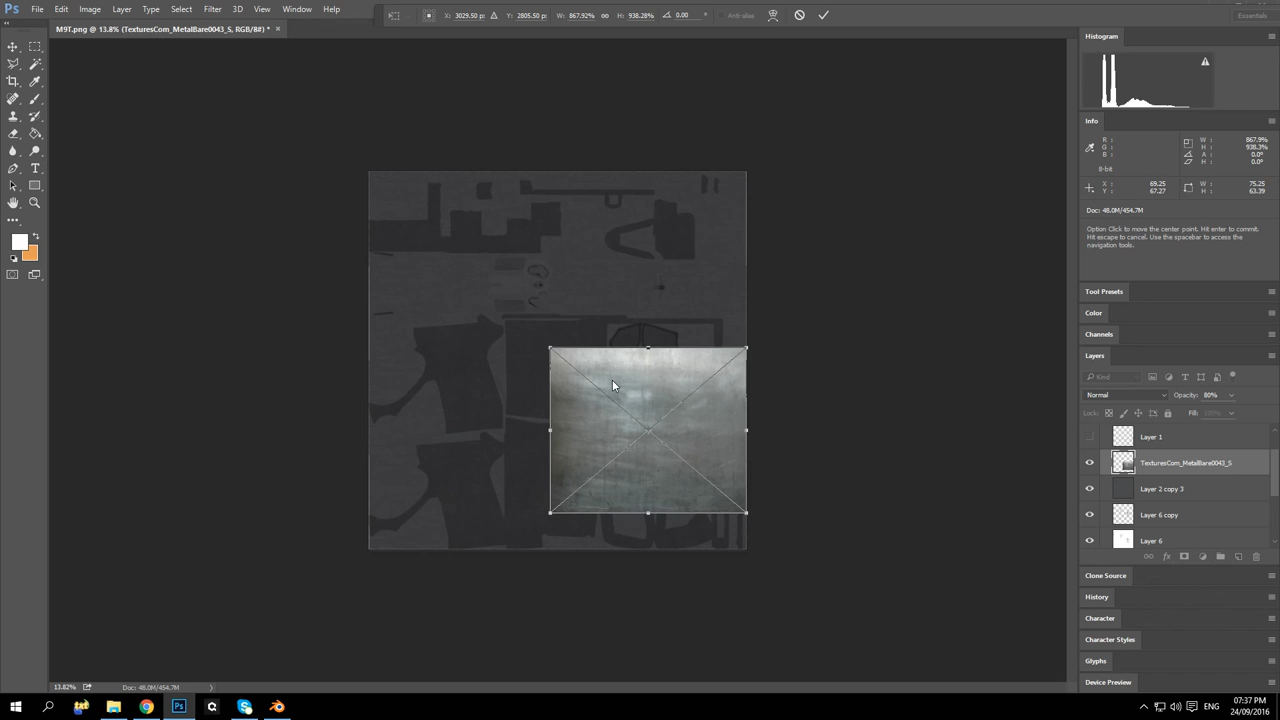 Ps File Edit Image Layer Type Select Filter 3D View Window Help
X: 3029.50 px Y: 2805.50 px W: 867.92% H: 938.28% 0.00 ° Anti-alias
Essentials
M9T.png @ 13.8% (TexturesCom_MetalBare0043_S, RGB/8#) * ×
Histogram
Info
R : W : 867.9%
G : H : 938.3%
B : A : 0.0°
H : 0.0°
8-bit
X : 69.25 W : 75.25
Y : 67.27 H : 63.39
Doc: 48.0M/454.7M
Option Click to move the center point. Hit enter to commit.
Hit escape to cancel. Use the spacebar to access the
navigation tools.
Tool Presets
Color
Channels
Layers
Kind
Normal Opacity: 80%
Lock: Fill: 100%
Layer 1
TexturesCom_MetalBare0043_S
Layer 2 copy 3
Layer 6 copy
Layer 6
Clone Source
History
Character
Character Styles
Glyphs
Device Preview
13.82% Doc: 48.0M/454.7M
Ps ENG 07:37 PM
24/09/2016